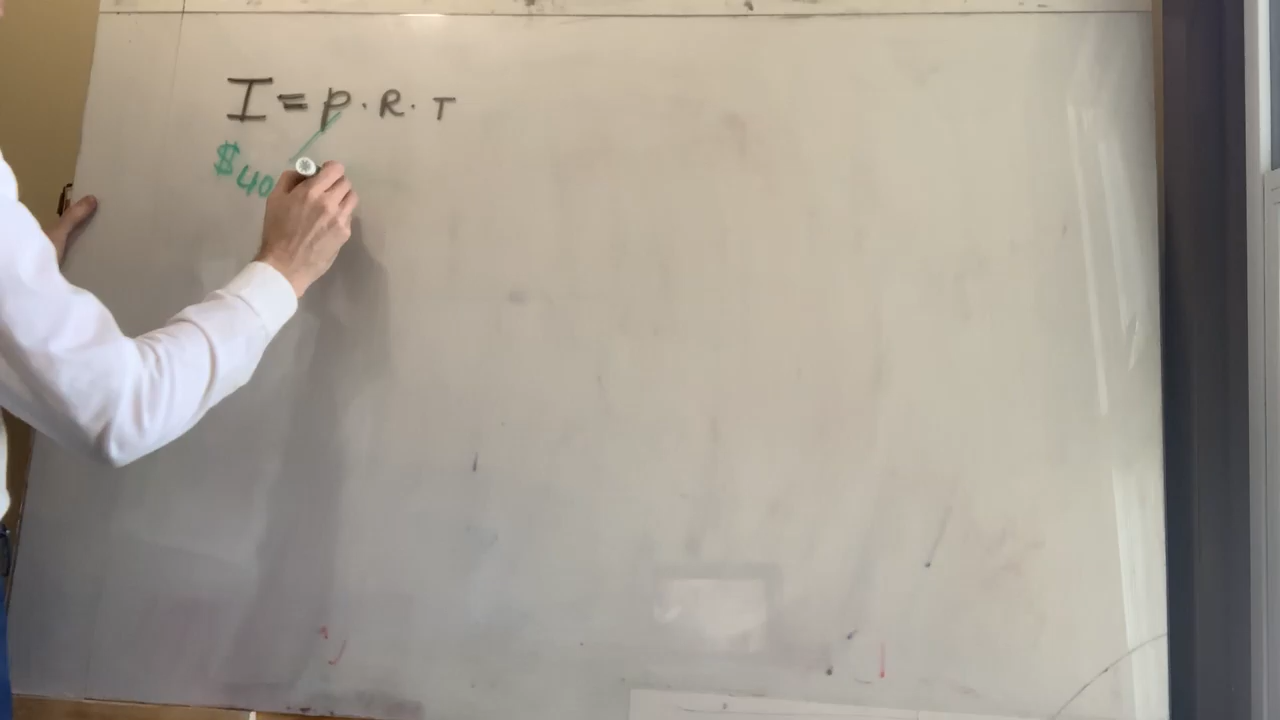 I = p . R . T
$40